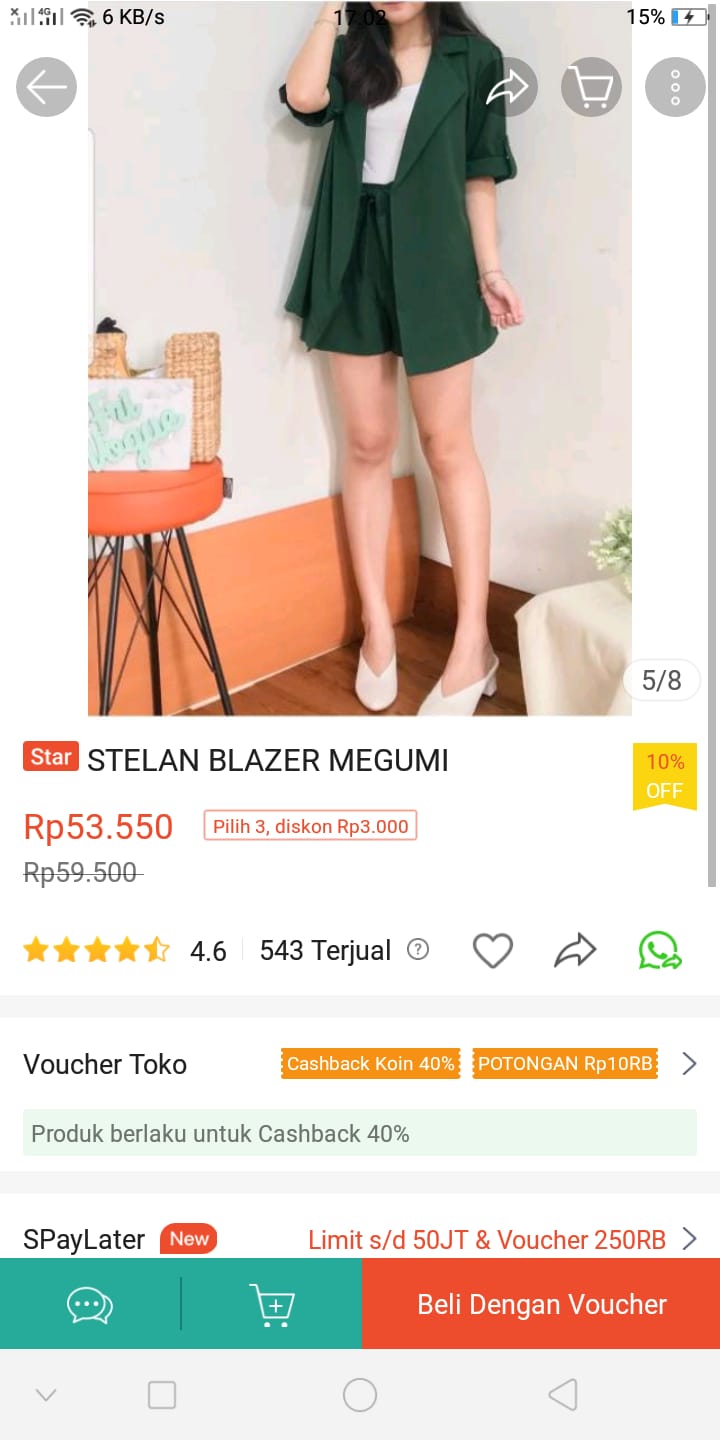 4G 6 KB/s 17.02 15%
5/8
Star STELAN BLAZER MEGUMI
10%
OFF
Rp53.550 Pilih 3, diskon Rp3.000
Rp59.500
4.6 543 Terjual ?
Voucher Toko Cashback Koin 40% POTONGAN Rp10RB
Produk berlaku untuk Cashback 40%
SPayLater New Limit s/d 50JT & Voucher 250RB
Beli Dengan Voucher